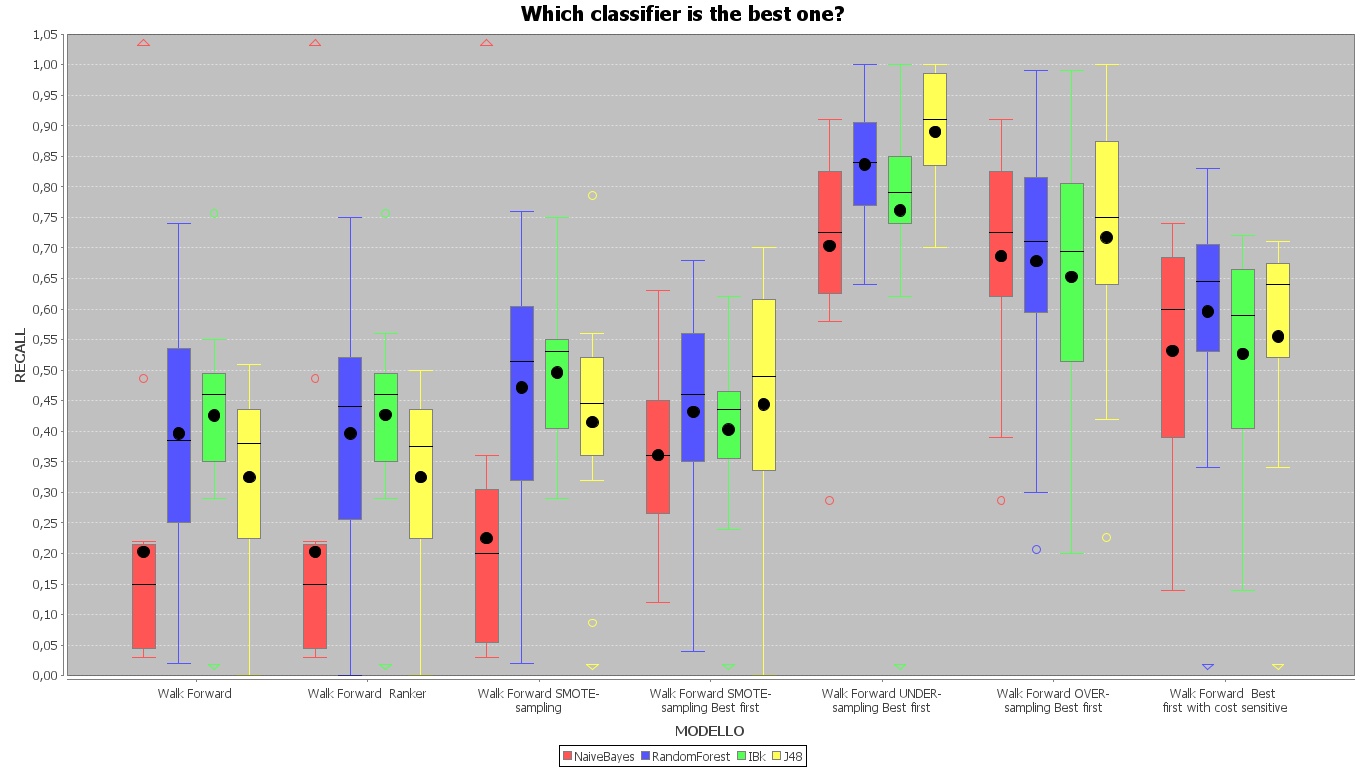 Which classifier is the best one?
1,05
1,00
0,95
0,90
0,85
0,80
0,75
0,70
0,65
0,60
0,55
0,50
0,45
0,40
0,35
0,30
0,25
0,20
0,15
0,10
0,05
0,00
RECALL
Walk Forward
Walk Forward Ranker
Walk Forward SMOTE-
sampling
Walk Forward SMOTE-
sampling Best first
Walk Forward UNDER-
sampling Best first
Walk Forward OVER-
sampling Best first
Walk Forward Best
first with cost sensitive
MODELLO
NaiveBayes RandomForest IBk J48